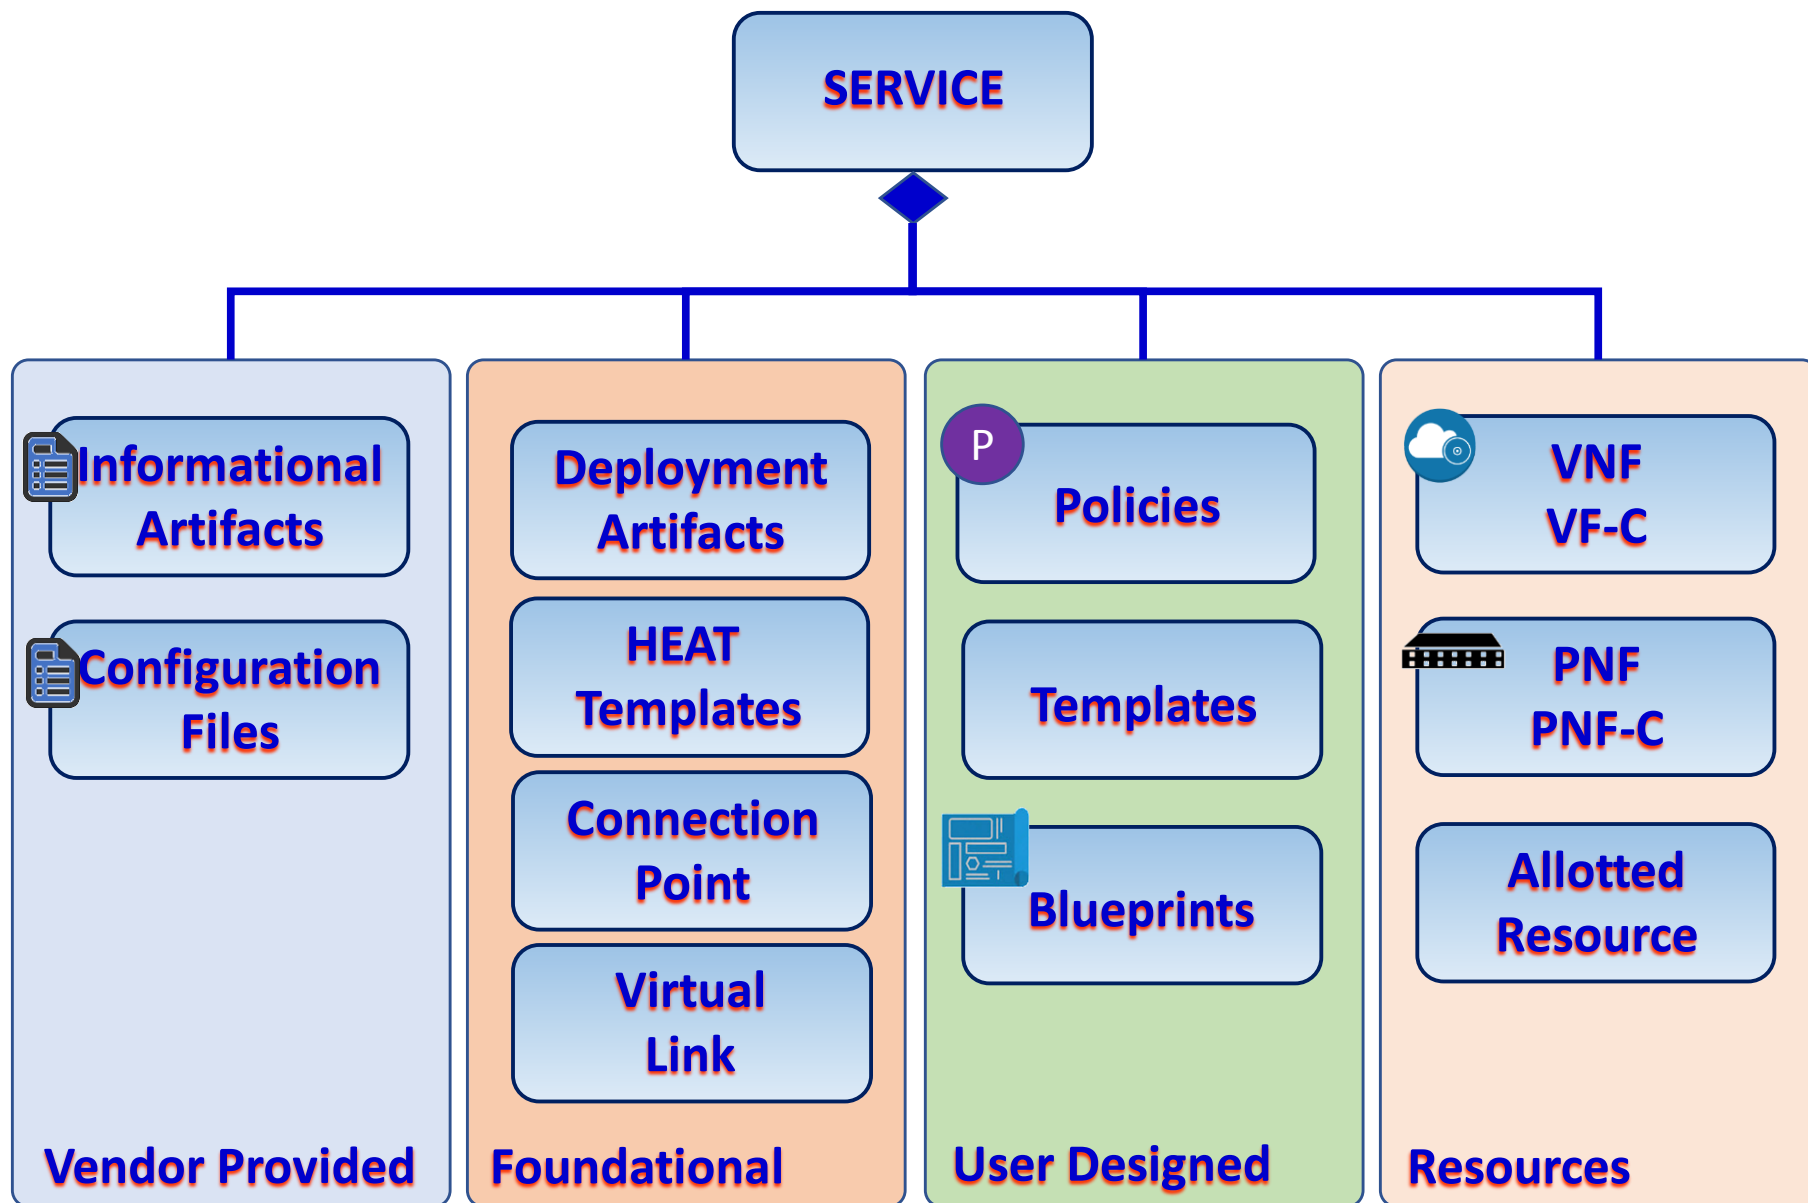 SERVICE
Informational
Artifacts
Configuration
Files
Vendor Provided
Deployment
Artifacts
HEAT
Templates
Connection
Point
Virtual
Link
Foundational
P
Policies
Templates
Blueprints
User Designed
VNF
VF-C
PNF
PNF-C
Allotted
Resource
Resources